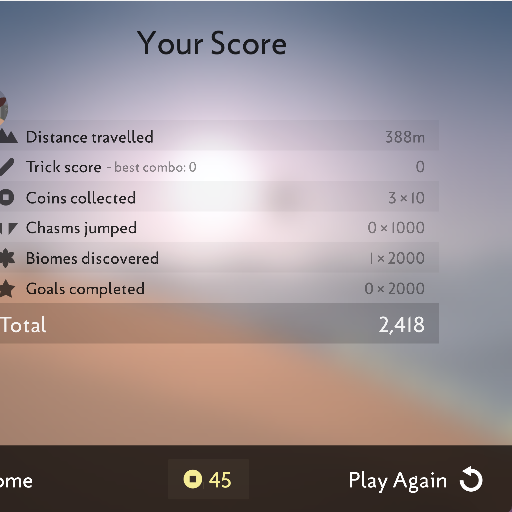 Your Score
Distance travelled 388m
Trick score - best combo: 0 0
Coins collected 3 × 10
Chasms jumped 0 × 1000
Biomes discovered 1 × 2000
Goals completed 0 × 2000
Total 2,418
ome 45 Play Again